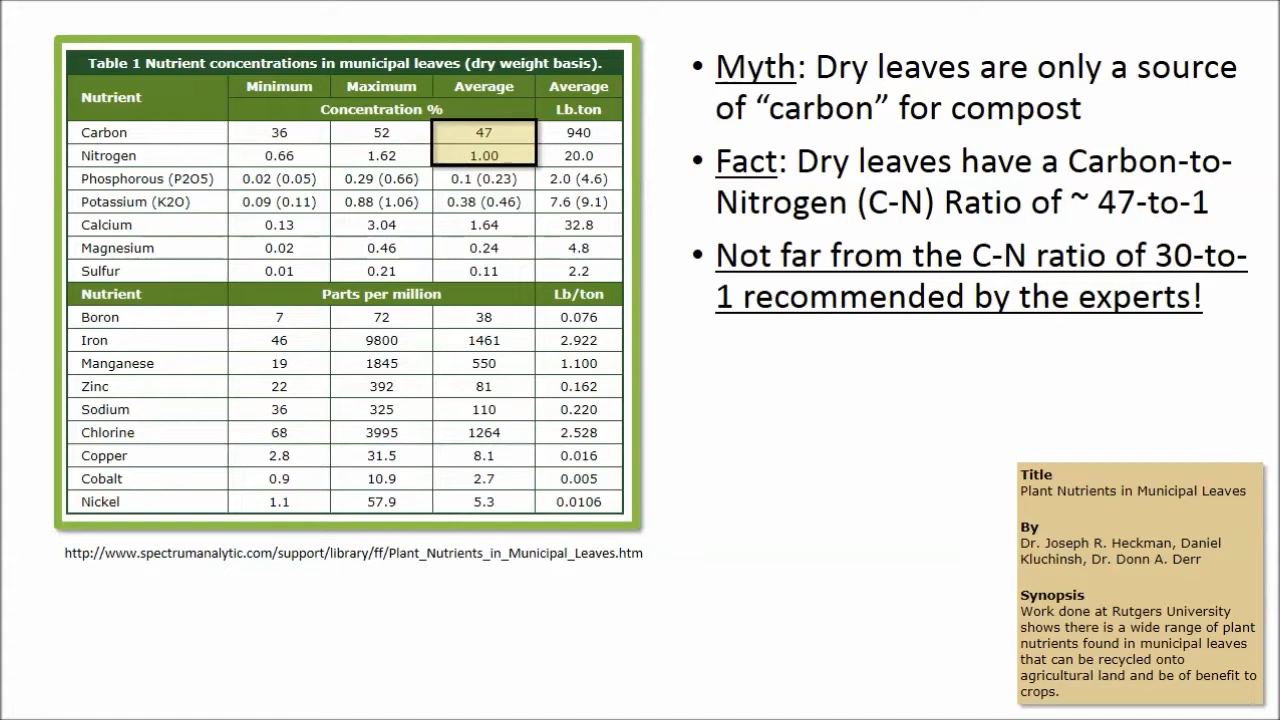 Table 1 Nutrient concentrations in municipal leaves (dry weight basis).
Nutrient Minimum Maximum Average Average
Concentration % Lb.ton
Carbon 36 52 47 940
Nitrogen 0.66 1.62 1.00 20.0
Phosphorous (P2O5) 0.02 (0.05) 0.29 (0.66) 0.1 (0.23) 2.0 (4.6)
Potassium (K2O) 0.09 (0.11) 0.88 (1.06) 0.38 (0.46) 7.6 (9.1)
Calcium 0.13 3.04 1.64 32.8
Magnesium 0.02 0.46 0.24 4.8
Sulfur 0.01 0.21 0.11 2.2
Nutrient Parts per million Lb/ton
Boron 7 72 38 0.076
Iron 46 9800 1461 2.922
Manganese 19 1845 550 1.100
Zinc 22 392 81 0.162
Sodium 36 325 110 0.220
Chlorine 68 3995 1264 2.528
Copper 2.8 31.5 8.1 0.016
Cobalt 0.9 10.9 2.7 0.005
Nickel 1.1 57.9 5.3 0.0106
http://www.spectrumanalytic.com/support/library/ff/Plant_Nutrients_in_Municipal_Leaves.htm
• Myth: Dry leaves are only a source
of “carbon” for compost
• Fact: Dry leaves have a Carbon-to-
Nitrogen (C-N) Ratio of ~ 47-to-1
• Not far from the C-N ratio of 30-to-
1 recommended by the experts!
Title
Plant Nutrients in Municipal Leaves
By
Dr. Joseph R. Heckman, Daniel
Kluchinsh, Dr. Donn A. Derr
Synopsis
Work done at Rutgers University
shows there is a wide range of plant
nutrients found in municipal leaves
that can be recycled onto
agricultural land and be of benefit to
crops.